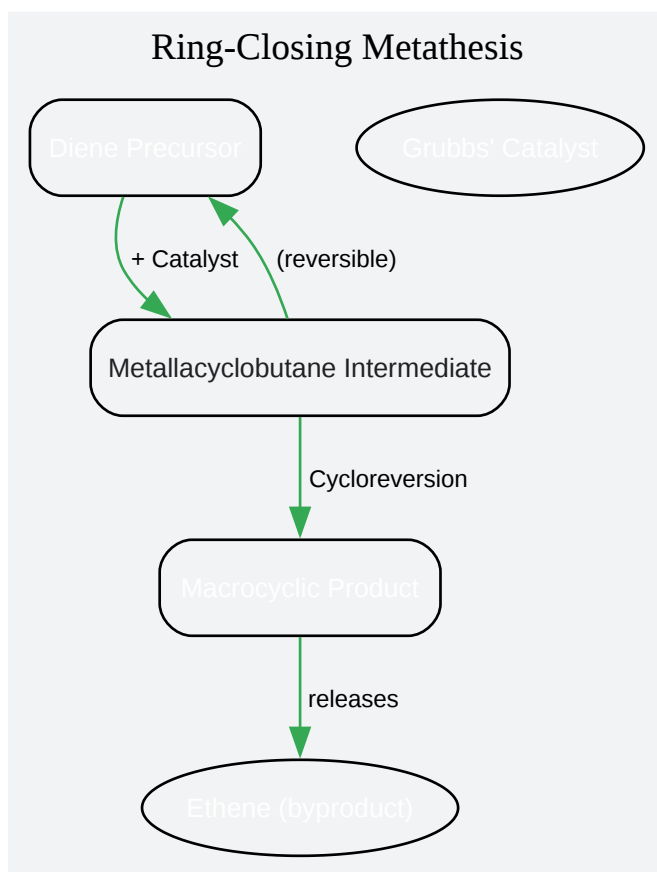 Ring-Closing Metathesis
Diene Precursor
Grubbs' Catalyst
+ Catalyst
(reversible)
Metallacyclobutane Intermediate
Cycloreversion
Macrocyclic Product
releases
Ethene (byproduct)